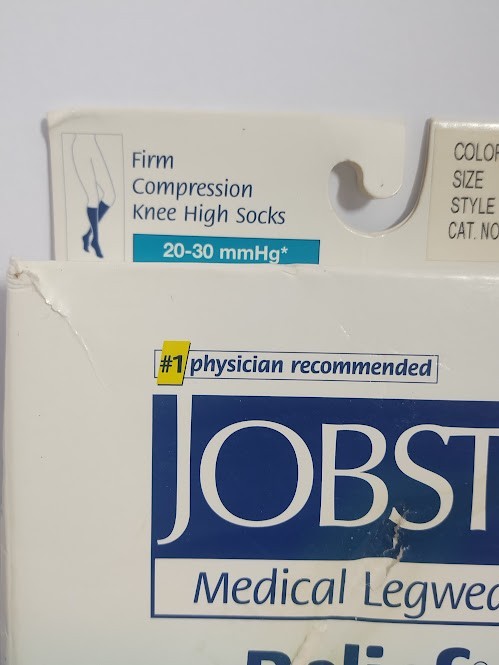 Firm
Compression
Knee High Socks
20-30 mmHg*
COLOR
SIZE
STYLE
CAT. NO
#1 physician recommended
JOBST
Medical Legwea